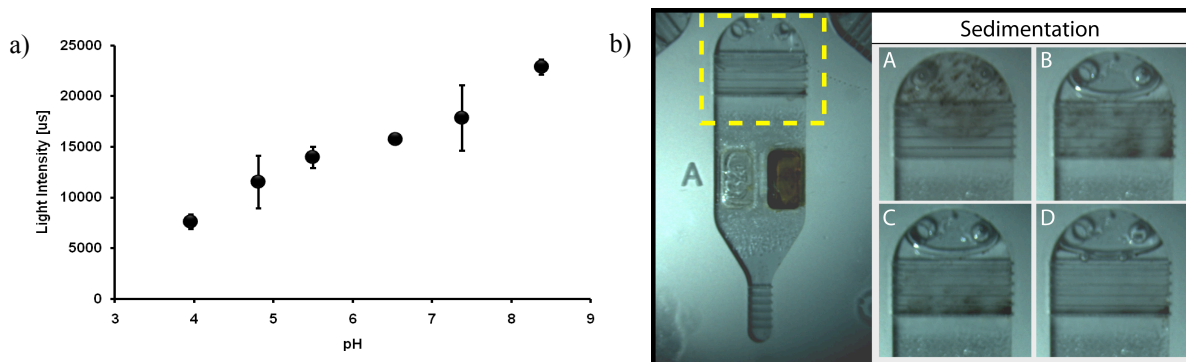 a)
25000
20000
15000
10000
5000
0
Light Intensity [us]
3 4 5 6 7 8 9
pH
b)
A
Sedimentation
A B
C D